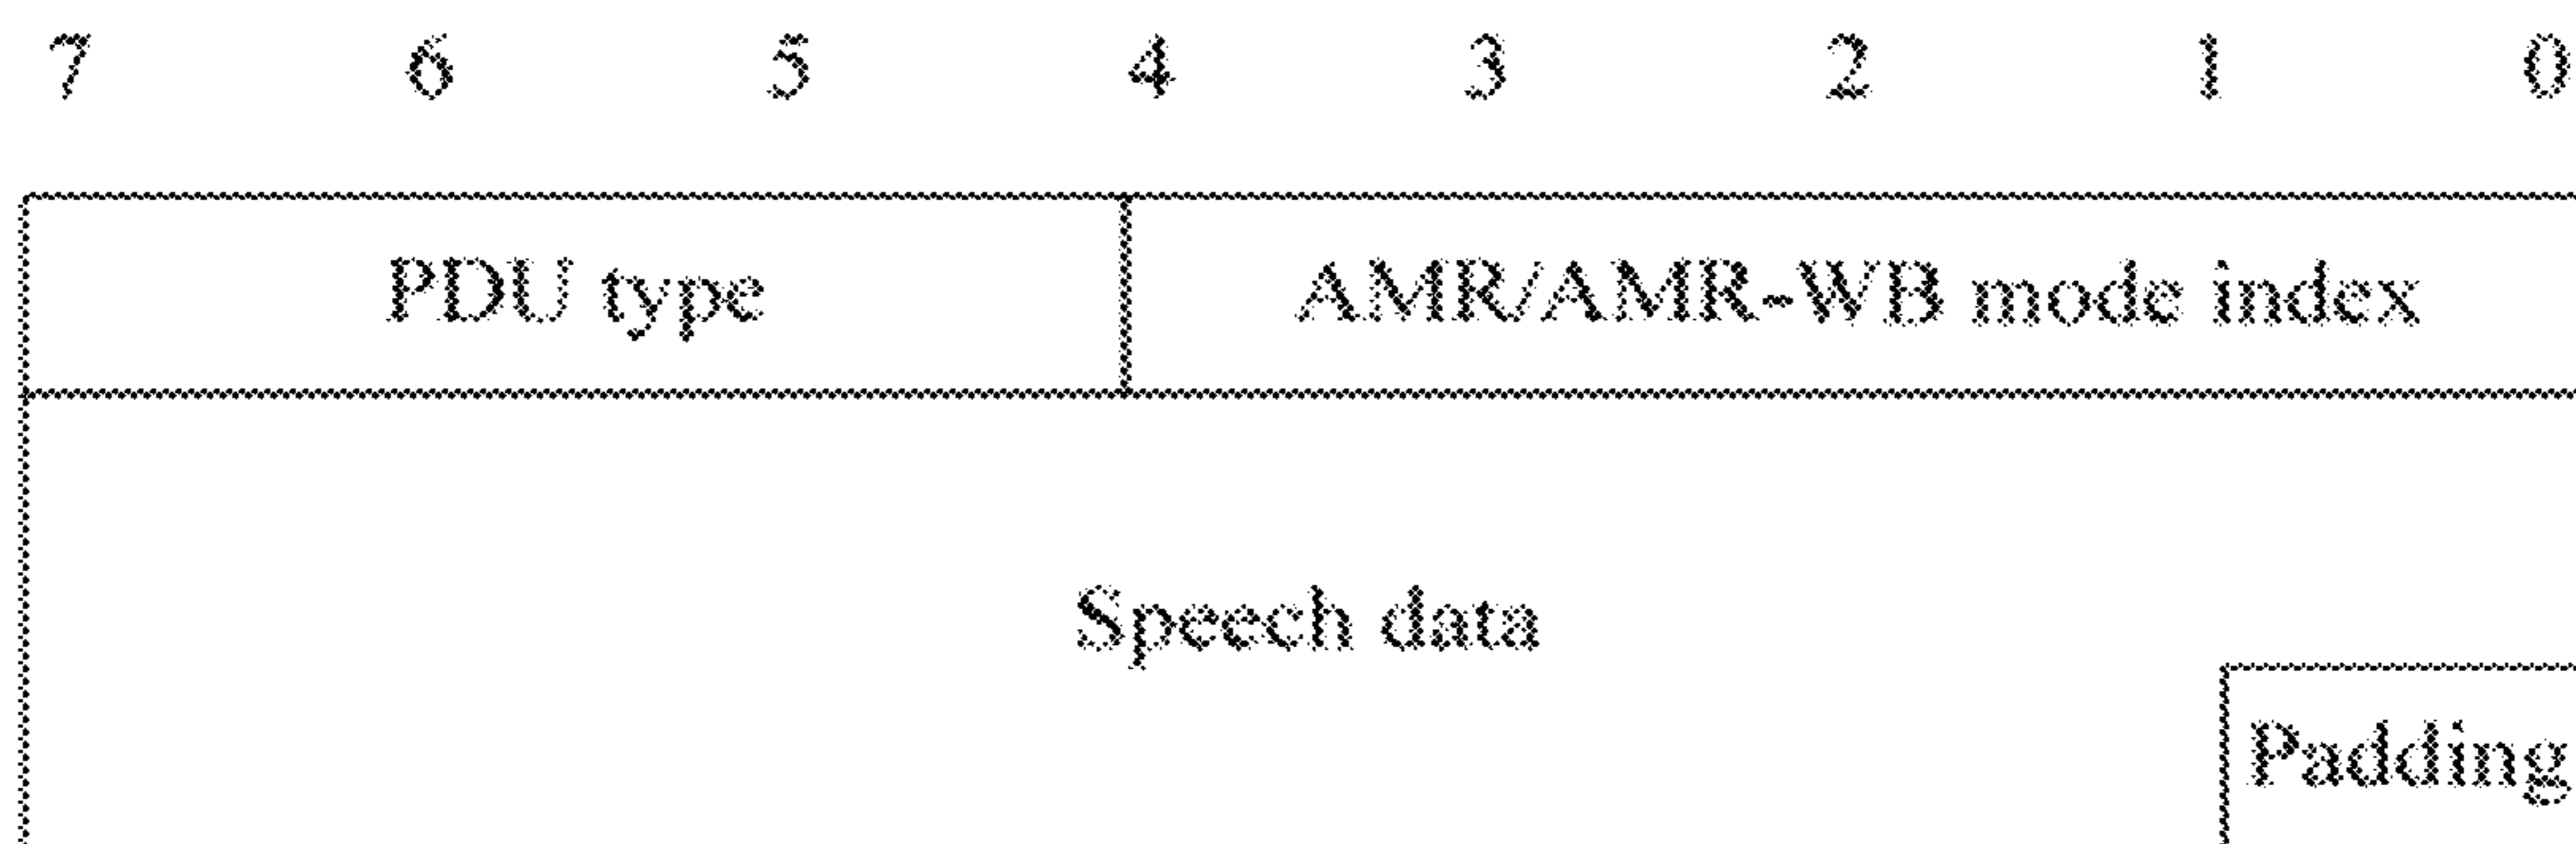 7 6 5 4 3 2 1 0
PDU type AMR/AMR-WB mode index
Speech data
Padding